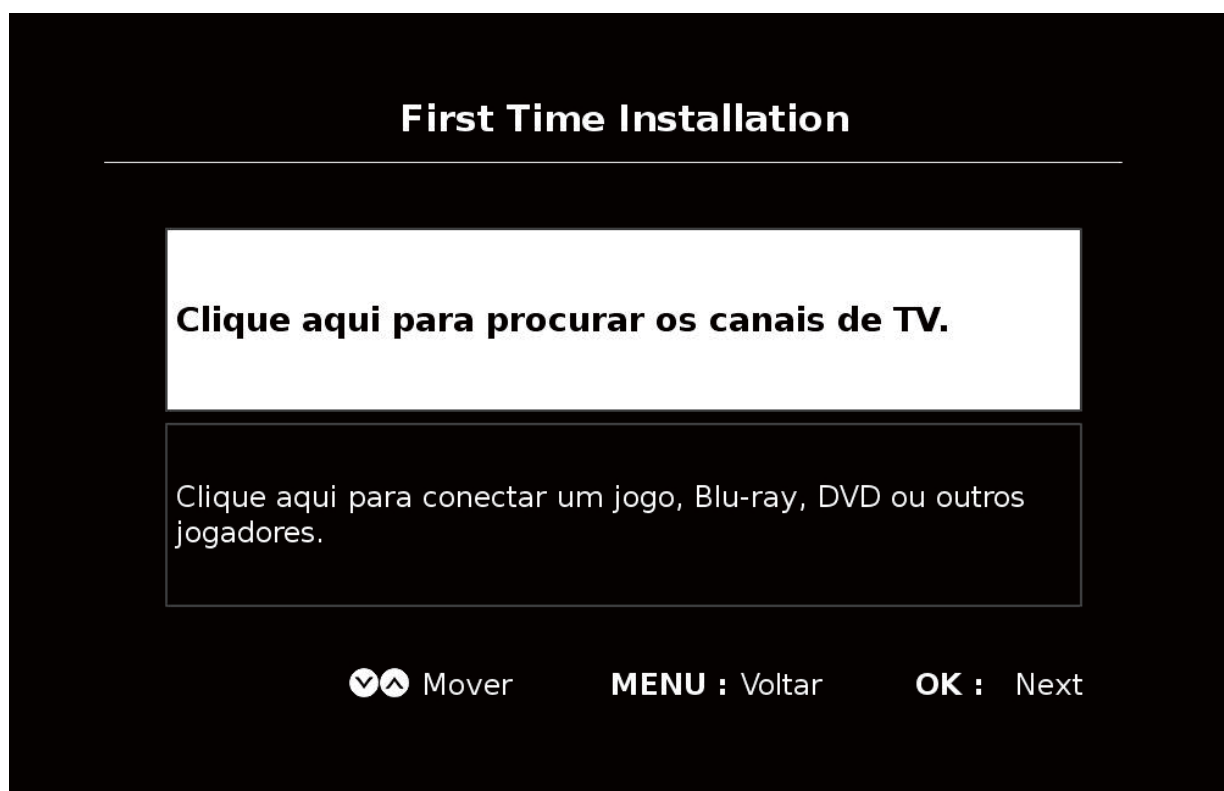 First Time Installation
Clique aqui para procurar os canais de TV.
Clique aqui para conectar um jogo, Blu-ray, DVD ou outros
jogadores.
Mover MENU : Voltar OK : Next